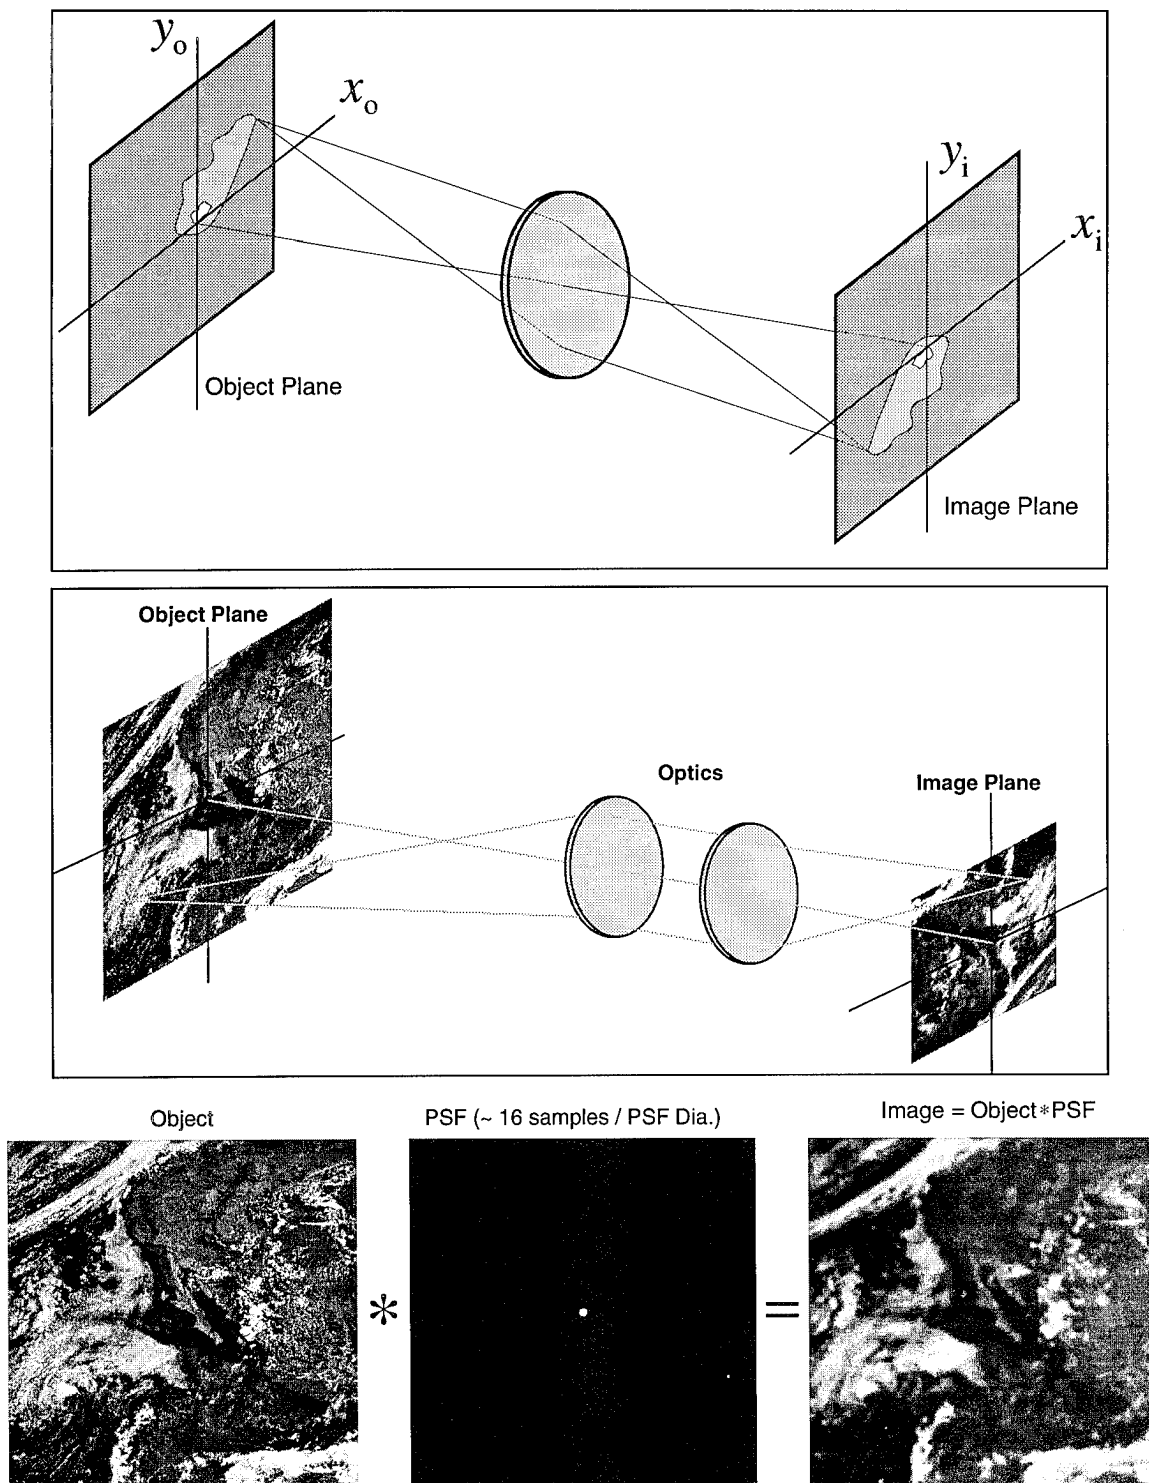 y_o
x_o
Object Plane
y_i
x_i
Image Plane
Object Plane
Optics
Image Plane
Object
PSF (~ 16 samples / PSF Dia.)
Image = Object*PSF
*
=